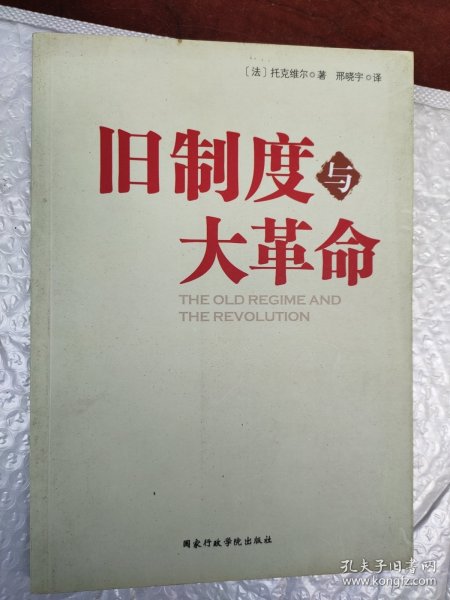 ［法］托克维尔◎著 邢晓宇◎译
旧制度与
大革命
THE OLD REGIME AND
THE REVOLUTION
国家行政学院出版社
孔夫子旧书网
www.kongfz.com